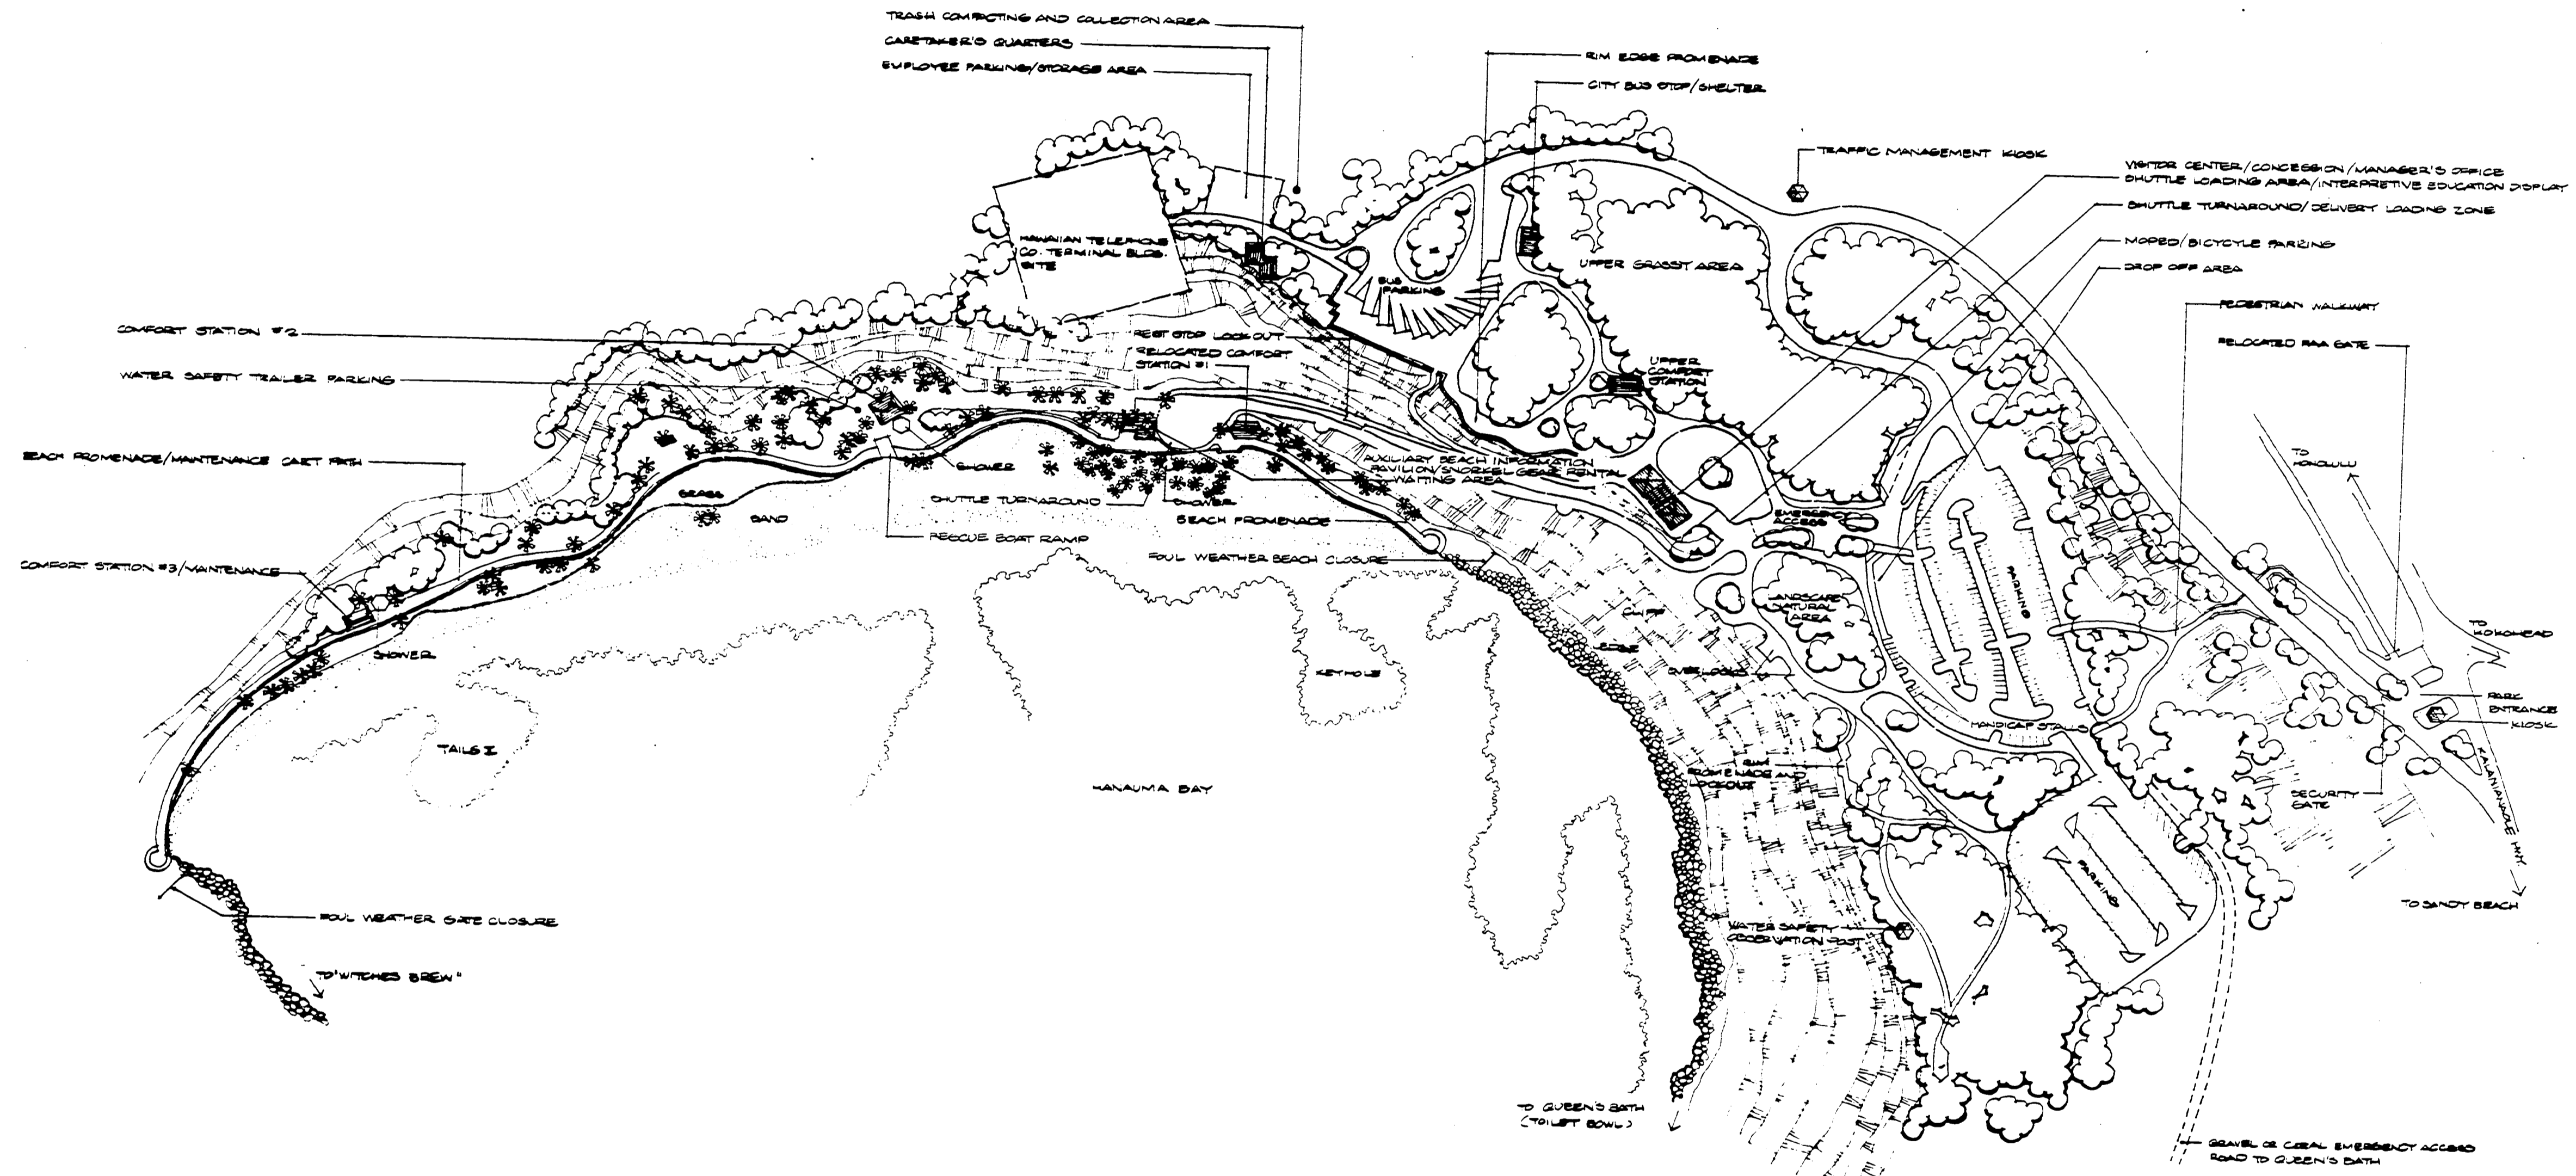 TRASH COMPACTING AND COLLECTION AREA
CARETAKER'S QUARTERS
EMPLOYEE PARKING/STORAGE AREA
RIM EDGE PROMENADE
CITY BUS STOP/SHELTER
TRAFFIC MANAGEMENT KIOSK
VISITOR CENTER/CONCESSION/MANAGER'S OFFICE
SHUTTLE LOADING AREA/INTERPRETIVE EDUCATION DISPLAY
SHUTTLE TURNAROUND/DELIVERY LOADING ZONE
MOPED/BICYCYLE PARKING
DROP OFF AREA
PEDESTRIAN WALKWAY
RELOCATED FAA GATE
HAWAIIAN TELEPHONE
CO. TERMINAL BLDG.
SITE
BUS
PARKING
UPPER GRASSY AREA
COMFORT STATION #2
REST STOP LOOKOUT
RELOCATED COMFORT
STATION #1
UPPER
COMFORT
STATION
WATER SAFETY TRAILER PARKING
BEACH PROMENADE/MAINTENANCE CART PATH
SHOWER
AUXILIARY BEACH INFORMATION
PAVILION/SNORKEL GEAR RENTAL
WAITING AREA
TO
HONOLULU
GRASS
SAND
SHUTTLE TURNAROUND
SHOWER
BEACH PROMENADE
EMERGENCY
ACCESS
RESCUE BOAT RAMP
FOUL WEATHER BEACH CLOSURE
COMFORT STATION #3/MAINTENANCE
PARKING
LANDSCAPE
NATURAL
AREA
CLIFF
EDGE
TO
KOKOHEAD
SHOWER
KEYHOLE
OVERLOOKS
PARK
ENTRANCE
KIOSK
HANDICAP STALLS
TAILS I
HANAUMA BAY
RIM
PROMENADE AND
LOOKOUT
SECURITY
GATE
KALANIANAOLE HWY.
PARKING
TO SANDY BEACH
FOUL WEATHER GATE CLOSURE
WATER SAFETY
OBSERVATION POST
TO "WITCHES BREW"
TO QUEEN'S BATH
(TOILET BOWL)
GRAVEL OR CORAL EMERGENCY ACCESS
ROAD TO QUEEN'S BATH